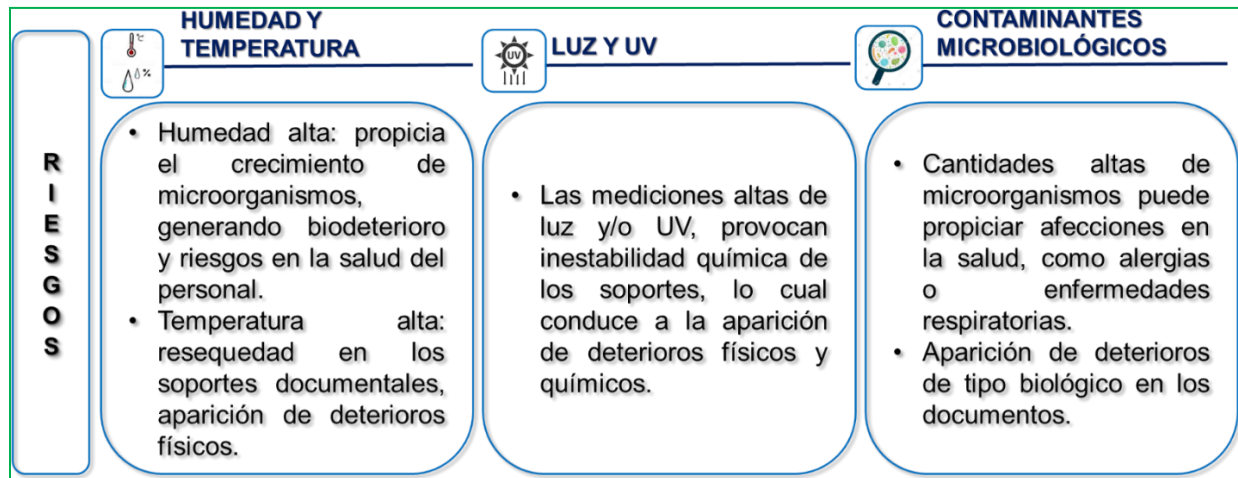 RIESGOS
HUMEDAD Y
TEMPERATURA
°C
%
• Humedad alta: propicia
el crecimiento de
microorganismos,
generando biodeterioro
y riesgos en la salud del
personal.
• Temperatura alta:
resequedad en los
soportes documentales,
aparición de deterioros
físicos.
LUZ Y UV
UV
• Las mediciones altas de
luz y/o UV, provocan
inestabilidad química de
los soportes, lo cual
conduce a la aparición
de deterioros físicos y
químicos.
CONTAMINANTES
MICROBIOLÓGICOS
• Cantidades altas de
microorganismos puede
propiciar afecciones en
la salud, como alergias
o enfermedades
respiratorias.
• Aparición de deterioros
de tipo biológico en los
documentos.